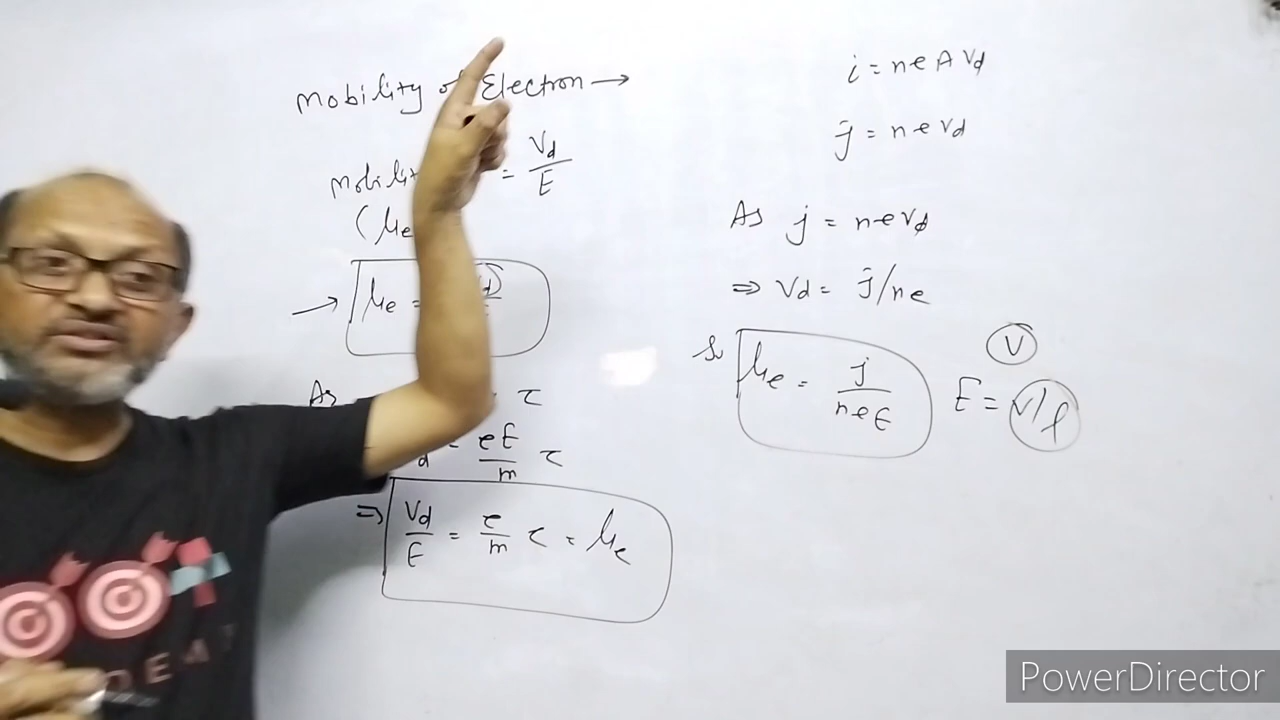 Mobility of Electron →
Mobili = Vd/E
(μe
→ μe =
As τ
d = eE/m τ
⇒ Vd/E = e/m τ = μe
i = neAVd
j = nevd
As j = nevd
⇒ Vd = j/ne
So μe = j/neE
V
E = V/l
PowerDirector